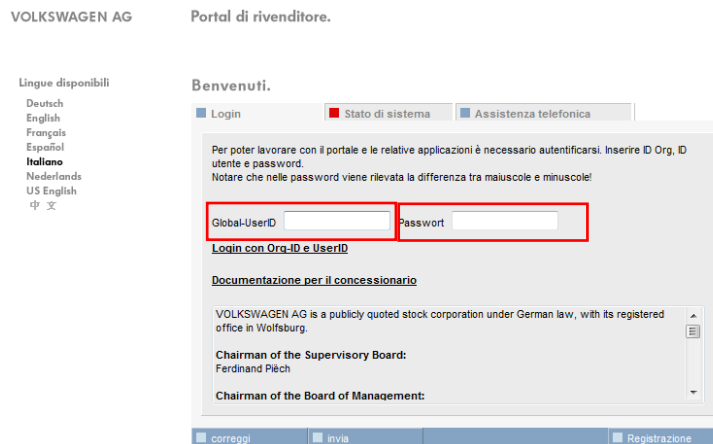 VOLKSWAGEN AG
Portal di rivenditore.
Lingue disponibili
Deutsch
English
Français
Español
Italiano
Nederlands
US English
中 文
Benvenuti.
Login
Stato di sistema
Assistenza telefonica
Per poter lavorare con il portale e le relative applicazioni è necessario autentificarsi. Inserire ID Org, ID
utente e password.
Notare che nelle password viene rilevata la differenza tra maiuscole e minuscole!
Global-UserID
Passwort
Login con Org-ID e UserID
Documentazione per il concessionario
VOLKSWAGEN AG is a publicly quoted stock corporation under German law, with its registered
office in Wolfsburg.
Chairman of the Supervisory Board:
Ferdinand Pièch
Chairman of the Board of Management:
correggi
invia
Registrazione